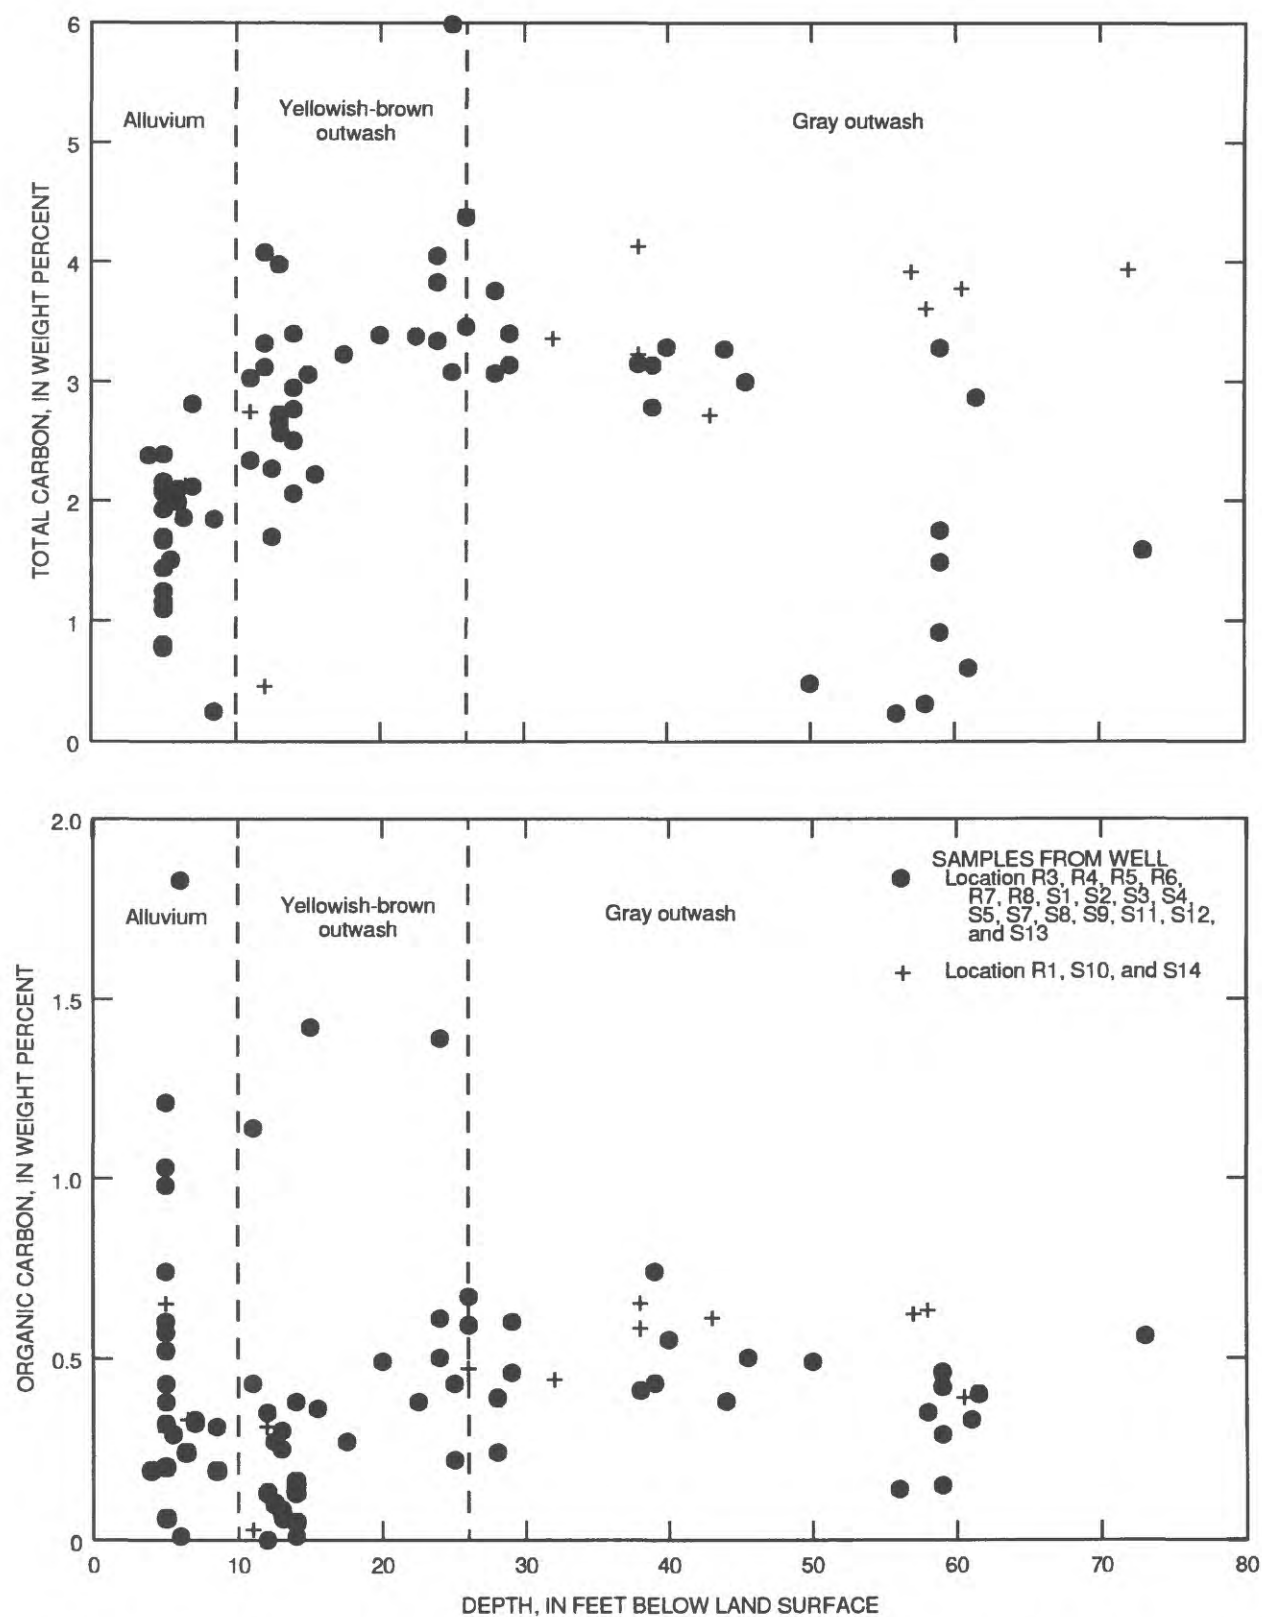 6
5
4
3
2
1
0
TOTAL CARBON, IN WEIGHT PERCENT
Alluvium
Yellowish-brown
outwash
Gray outwash
2.0
1.5
1.0
0.5
0
ORGANIC CARBON, IN WEIGHT PERCENT
Alluvium
Yellowish-brown
outwash
Gray outwash
SAMPLES FROM WELL
Location R3, R4, R5, R6,
R7, R8, S1, S2, S3, S4,
S5, S7, S8, S9, S11, S12,
and S13
Location R1, S10, and S14
0 10 20 30 40 50 60 70 80
DEPTH, IN FEET BELOW LAND SURFACE